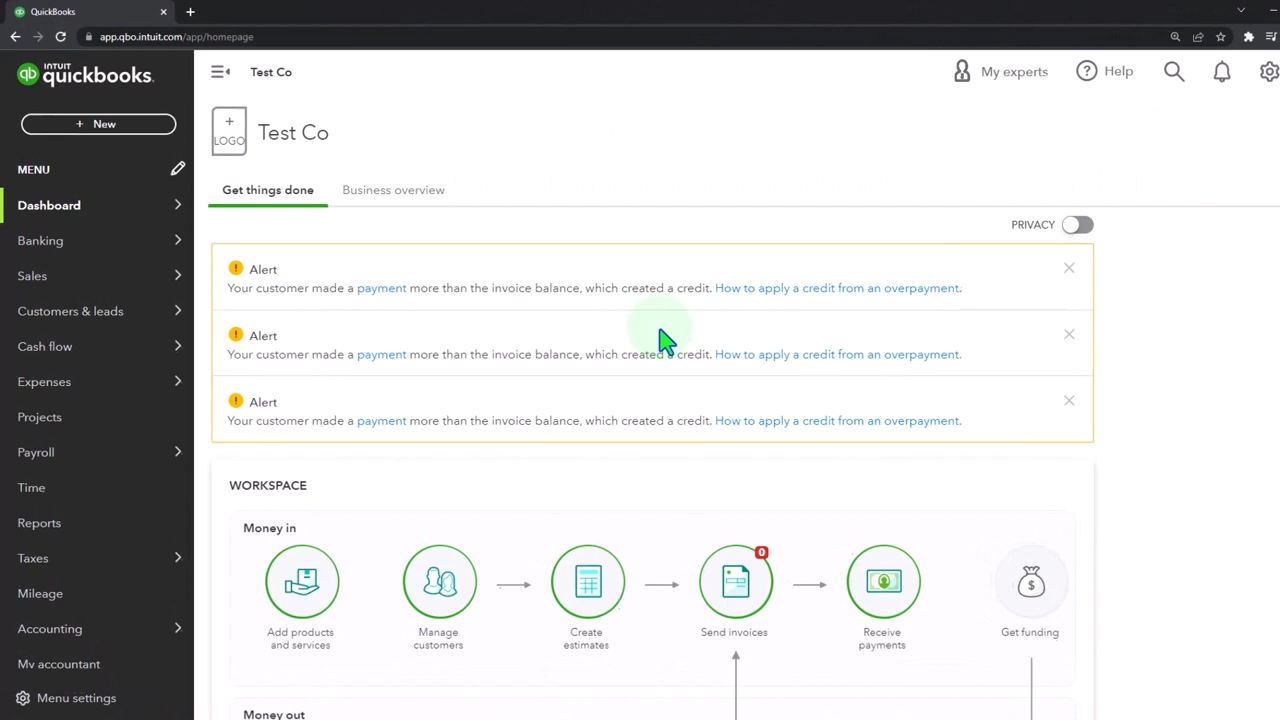 QuickBooks
app.qbo.intuit.com/app/homepage
INTUIT
quickbooks.
Test Co
My experts
Help
+ New
+
LOGO
Test Co
MENU
Get things done
Business overview
Dashboard
PRIVACY
Banking
Sales
Customers & leads
Cash flow
Expenses
Projects
Payroll
Time
Reports
Taxes
Mileage
Accounting
My accountant
Menu settings
Alert
Your customer made a payment more than the invoice balance, which created a credit. How to apply a credit from an overpayment.
Alert
Your customer made a payment more than the invoice balance, which created a credit. How to apply a credit from an overpayment.
Alert
Your customer made a payment more than the invoice balance, which created a credit. How to apply a credit from an overpayment.
WORKSPACE
Money in
0
Add products
and services
Manage
customers
Create
estimates
Send invoices
Receive
payments
Get funding
Money out